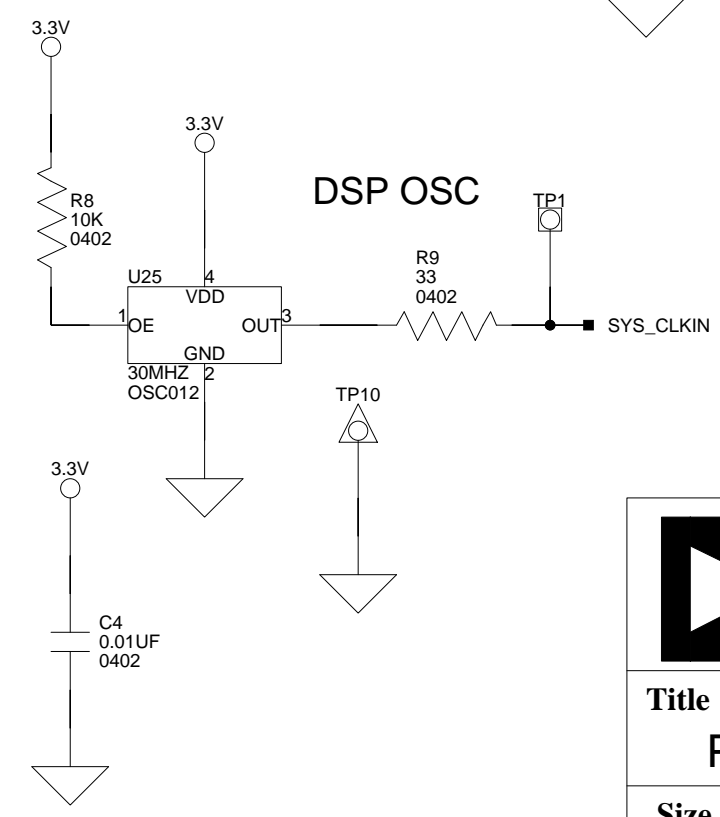 3.3V
3.3V
DSP OSC
TP1
R8
10K
0402
R9
33
0402
U25
4
VDD
1
OE
OUT
3
SYS_CLKIN
GND
30MHZ
2
OSC012
TP10
3.3V
C4
0.01UF
0402
Title
Size